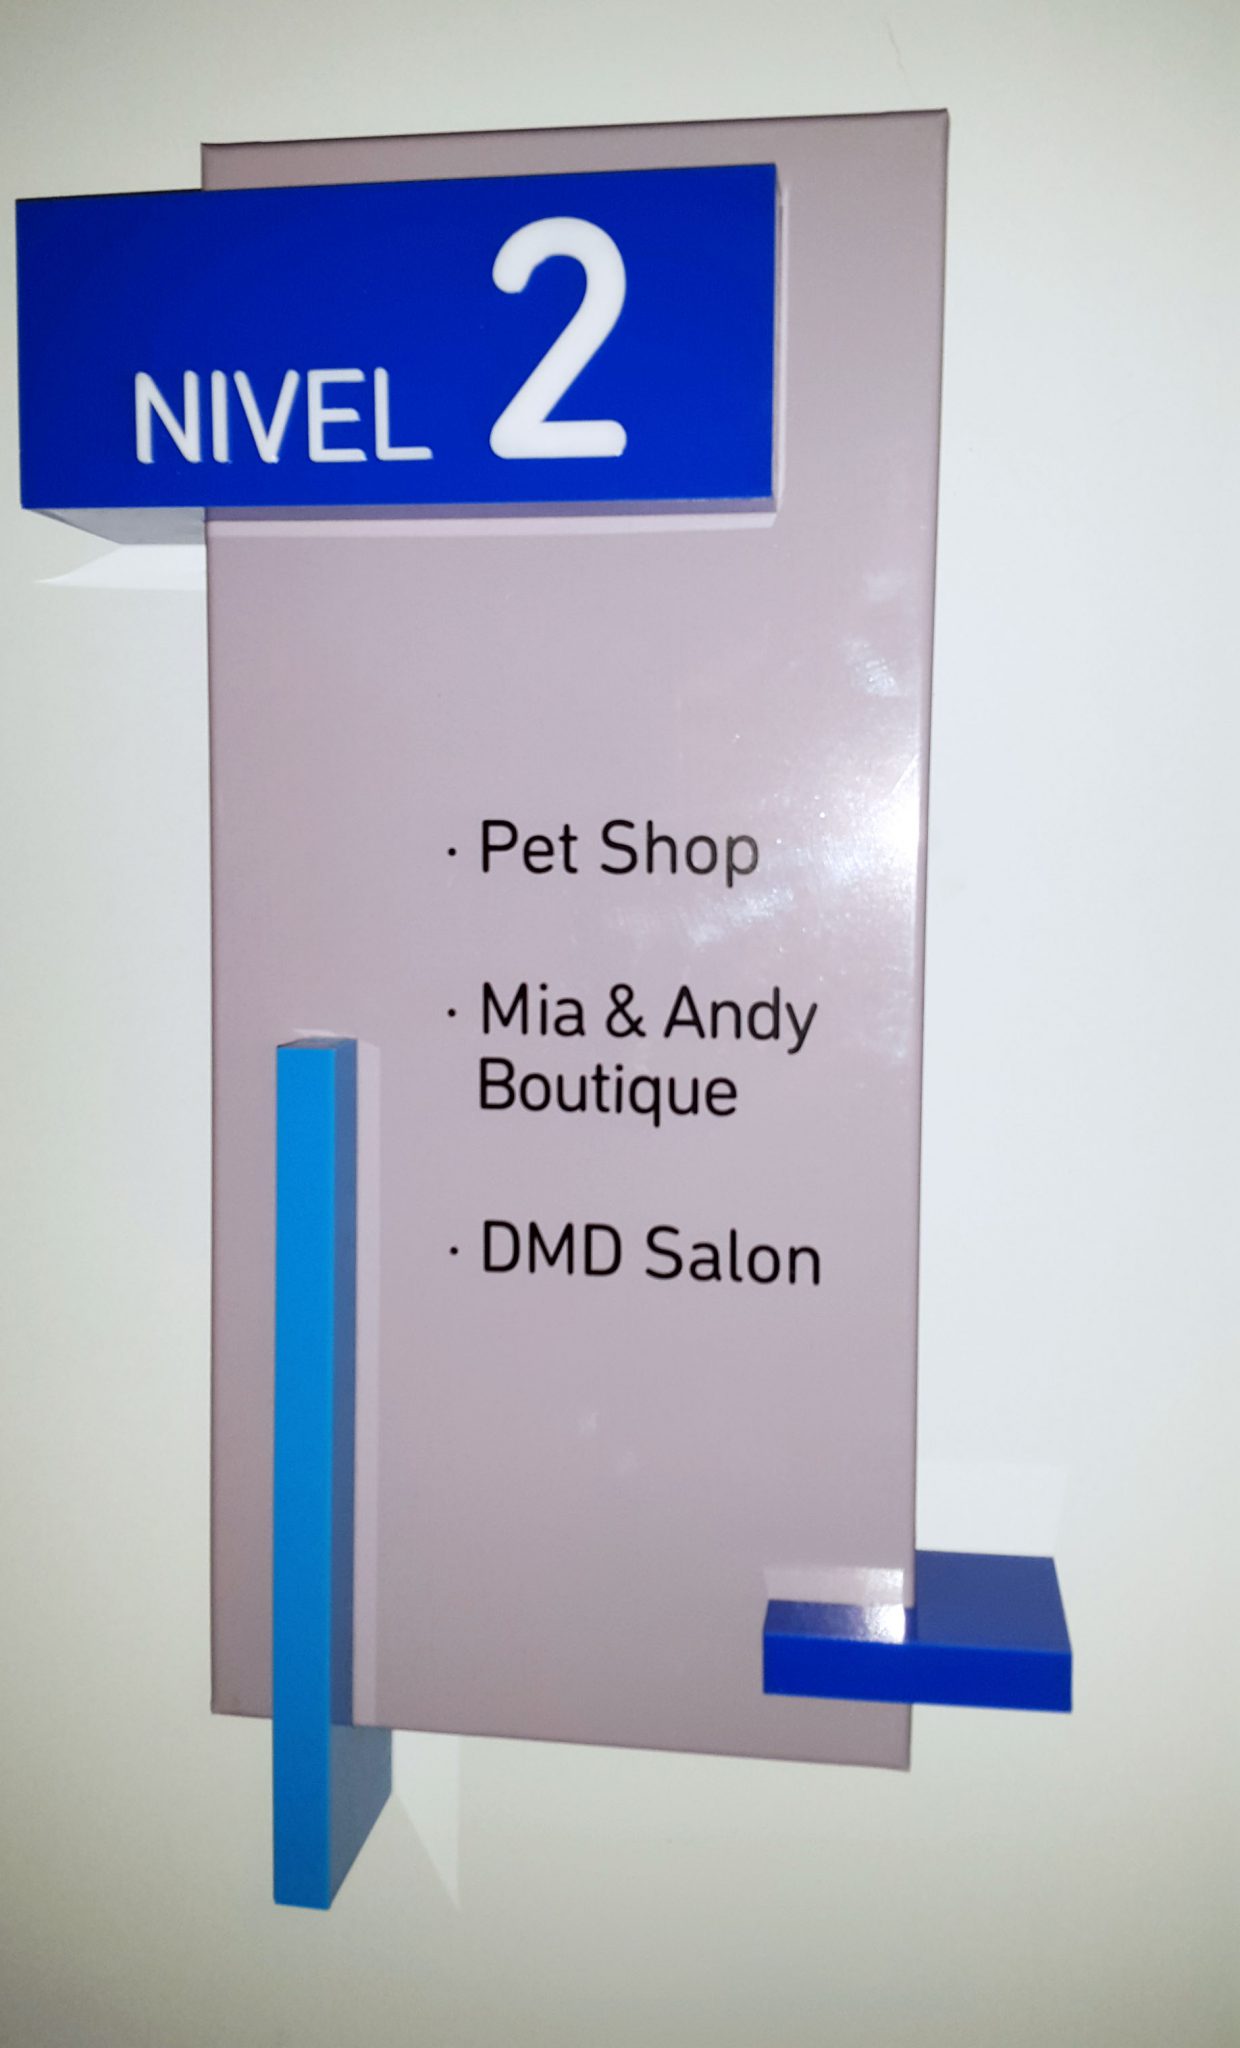 NIVEL 2
· Pet Shop
· Mia & Andy
Boutique
· DMD Salon